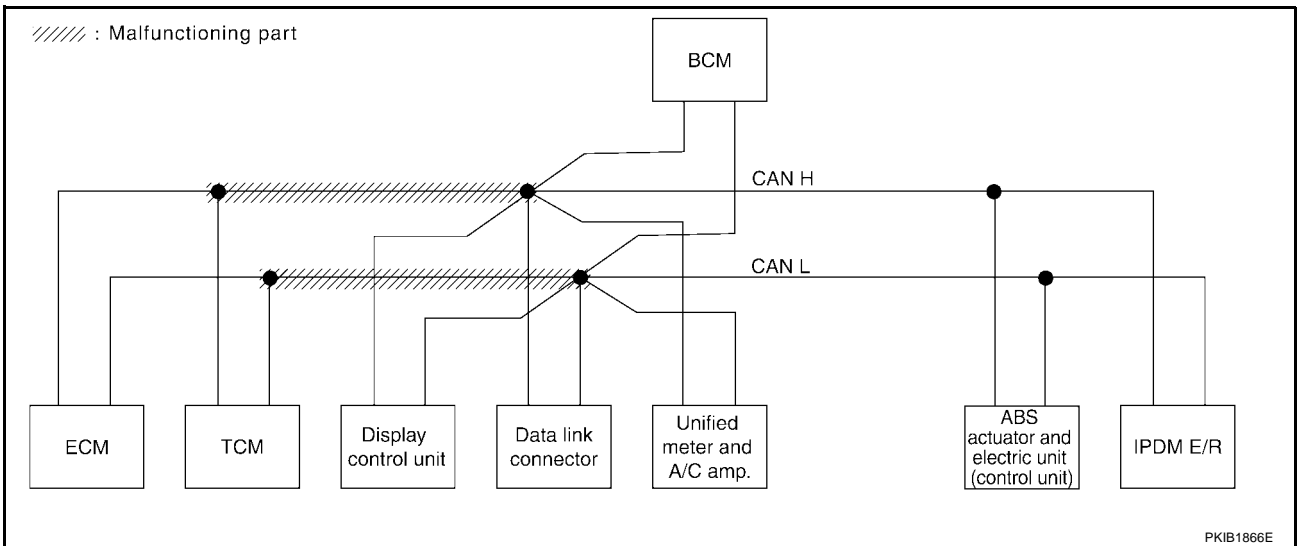 : Malfunctioning part
BCM
CAN H
CAN L
ECM
TCM
Display
control unit
Data link
connector
Unified
meter and
A/C amp.
ABS
actuator and
electric unit
(control unit)
IPDM E/R
PKIB1866E